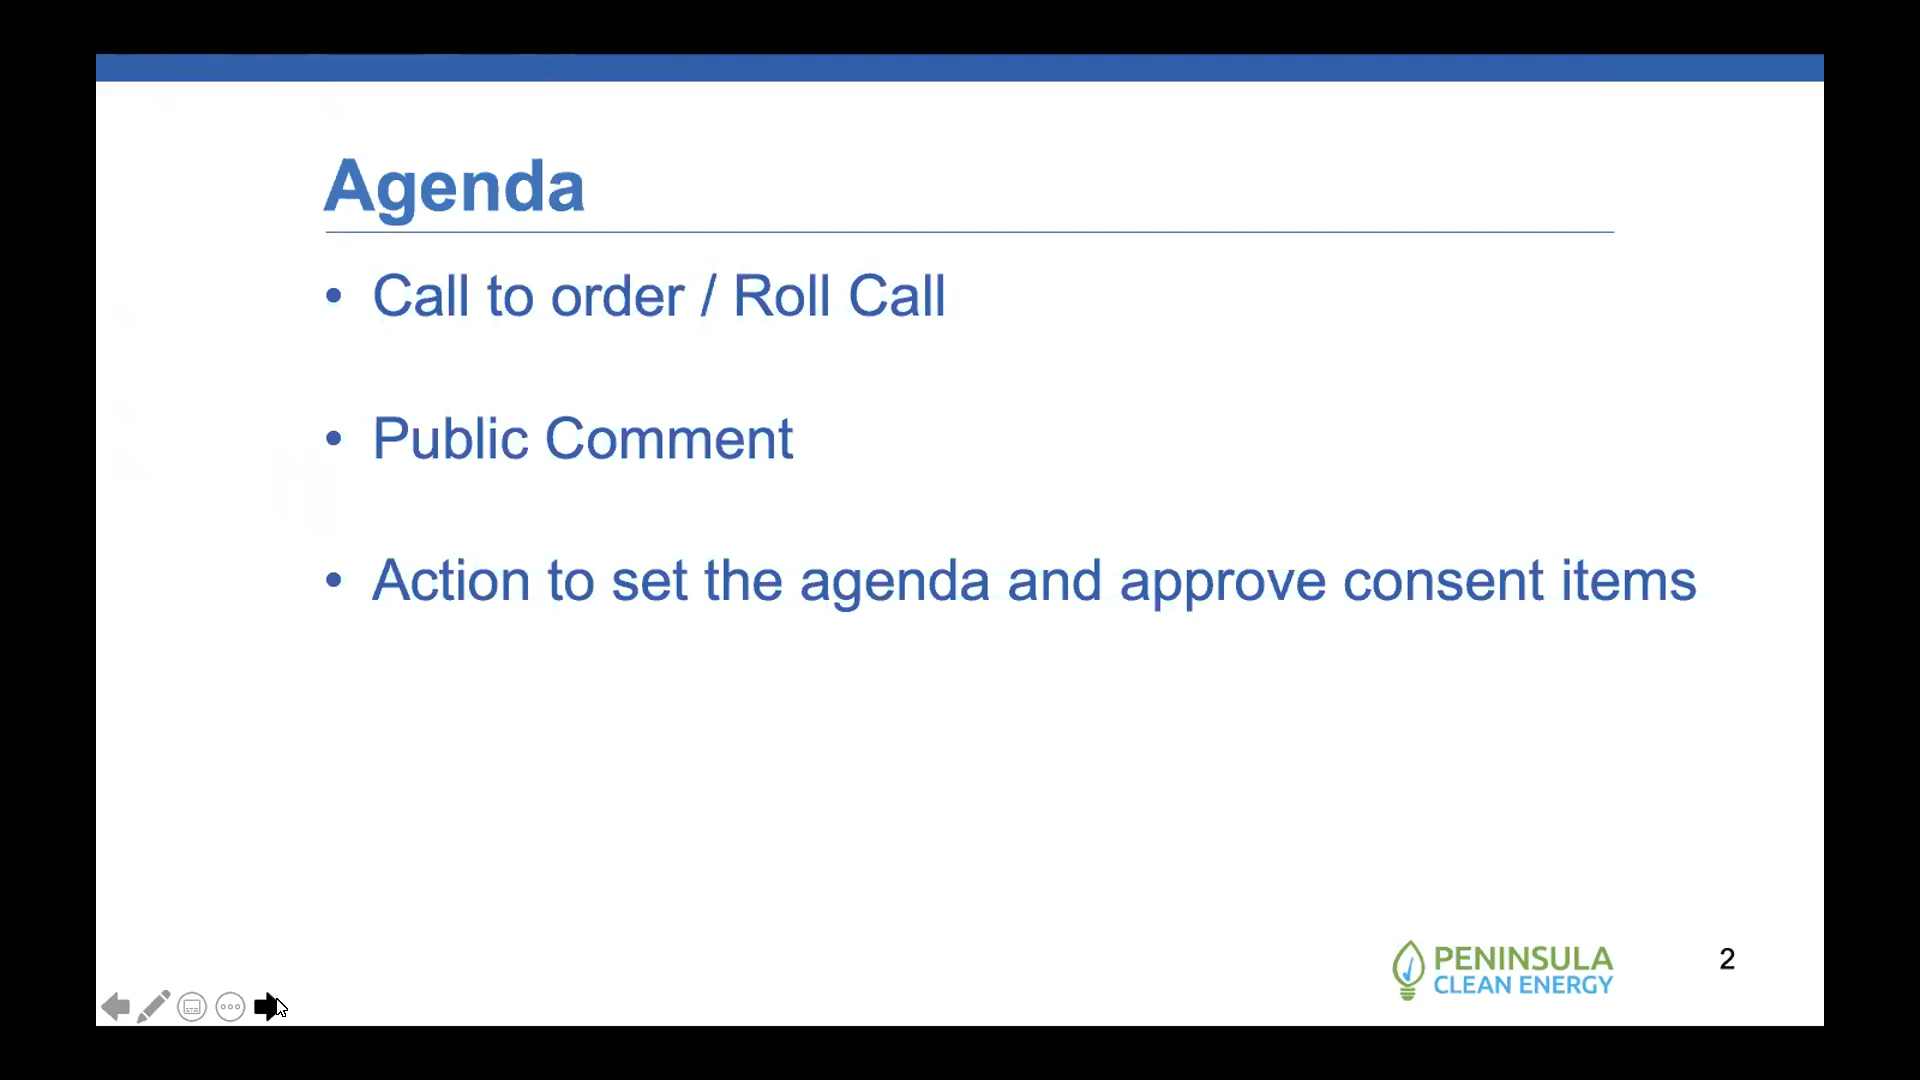 Agenda
• Call to order / Roll Call
• Public Comment
• Action to set the agenda and approve consent items
PENINSULA
CLEAN ENERGY
2